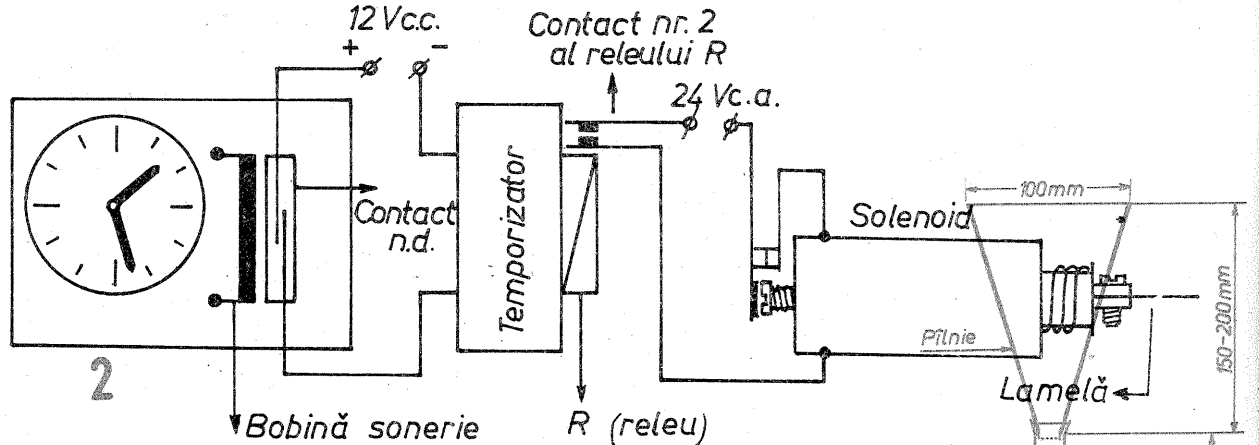 12 Vc.c.
+ −
Contact nr. 2
al releului R
24 Vc.a.
100mm
Contact
n.d.
Temporizator
Solenoid
Pîlnie
150-200mm
Lamelă
2
Bobină sonerie
R (releu)